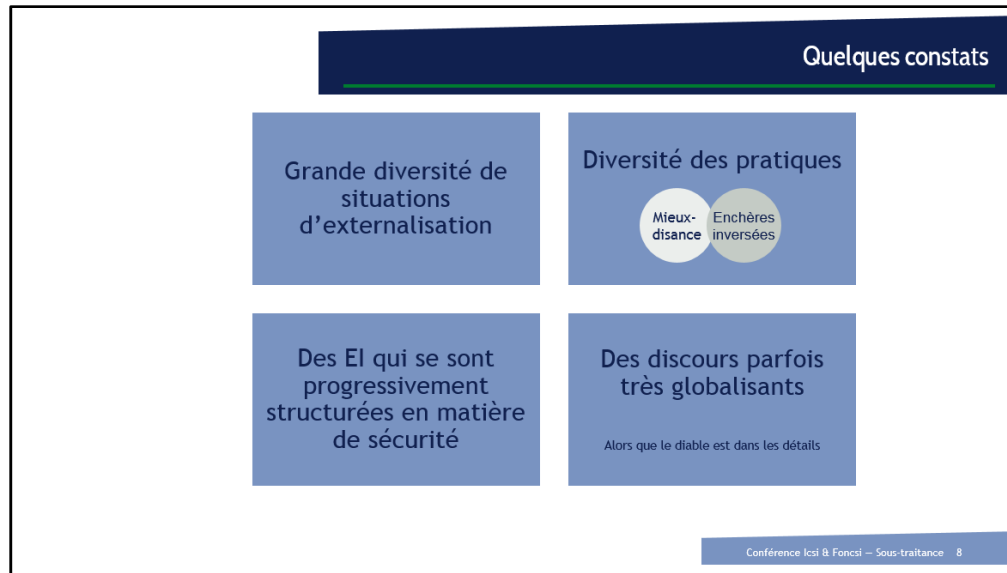 Quelques constats
Grande diversité de
situations
d’externalisation
Diversité des pratiques
Mieux-
disance
Enchères
inversées
Des EI qui se sont
progressivement
structurées en matière
de sécurité
Des discours parfois
très globalisants
Alors que le diable est dans les détails
Conférence Icsi & Foncsi — Sous-traitance 8